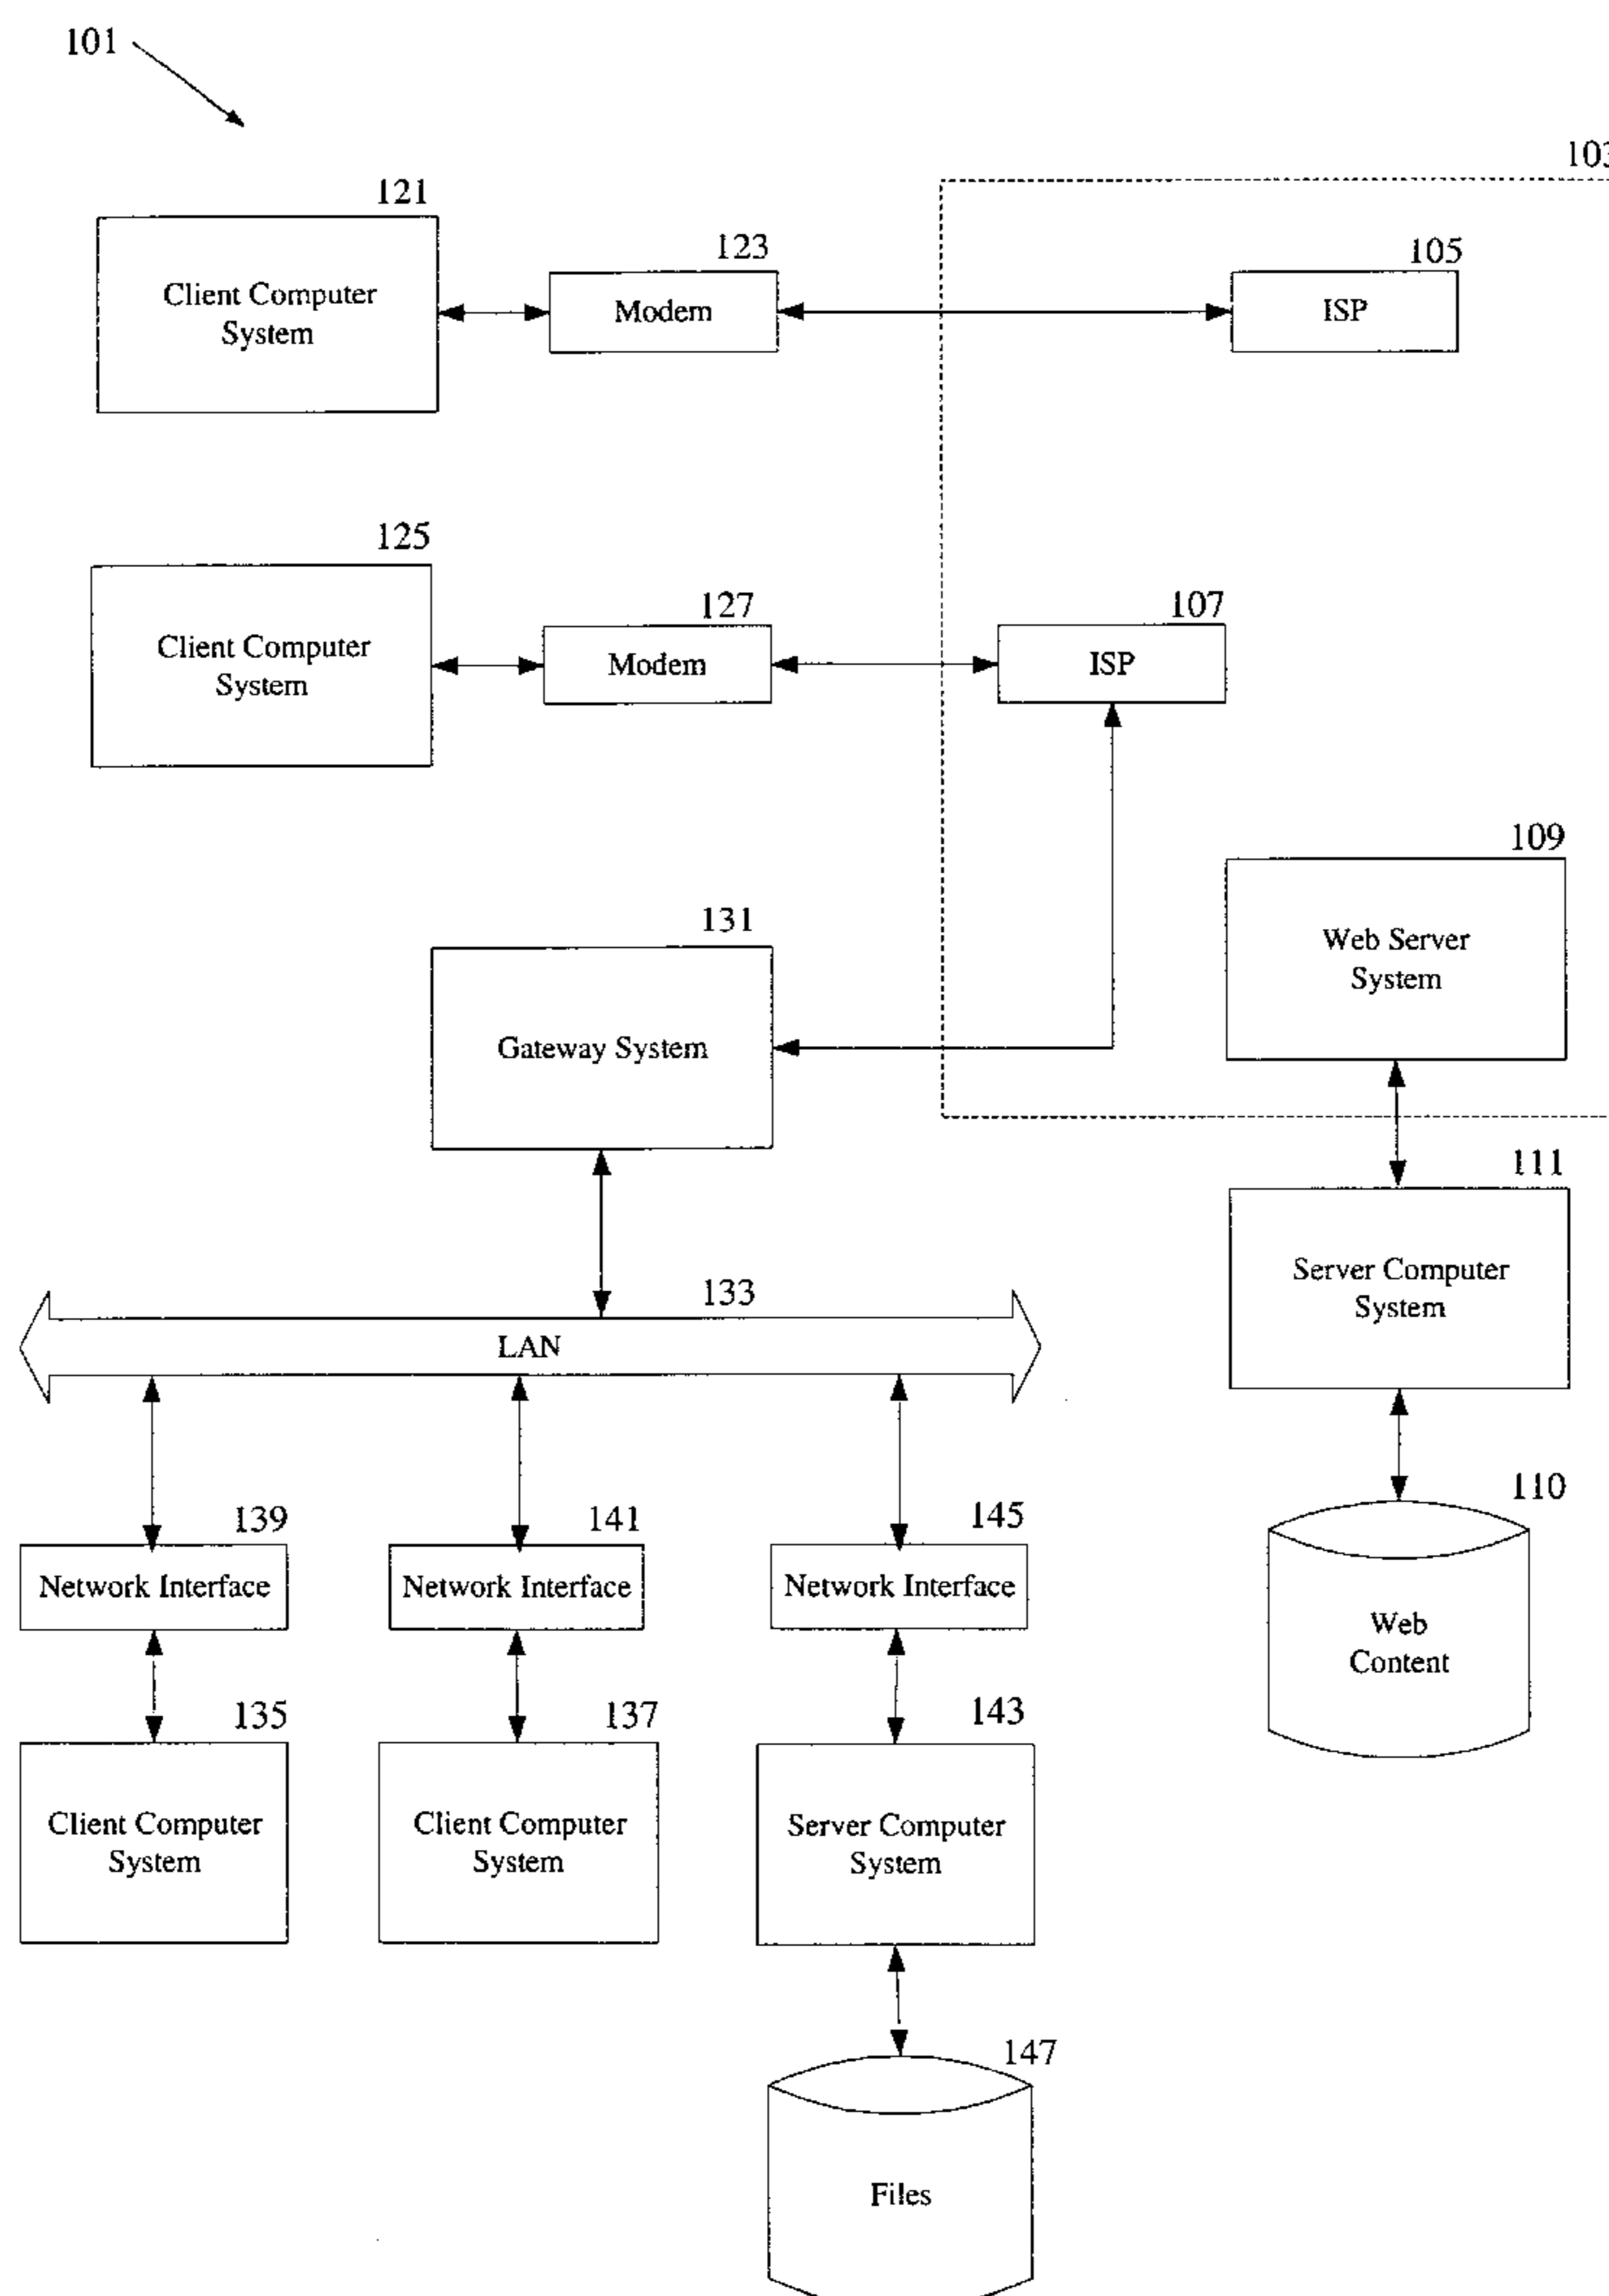 101
103
121
Client Computer
System
123
Modem
105
ISP
125
Client Computer
System
127
Modem
107
ISP
109
Web Server
System
131
Gateway System
111
Server Computer
System
133
LAN
110
Web
Content
139
Network Interface
141
Network Interface
145
Network Interface
135
Client Computer
System
137
Client Computer
System
143
Server Computer
System
147
Files